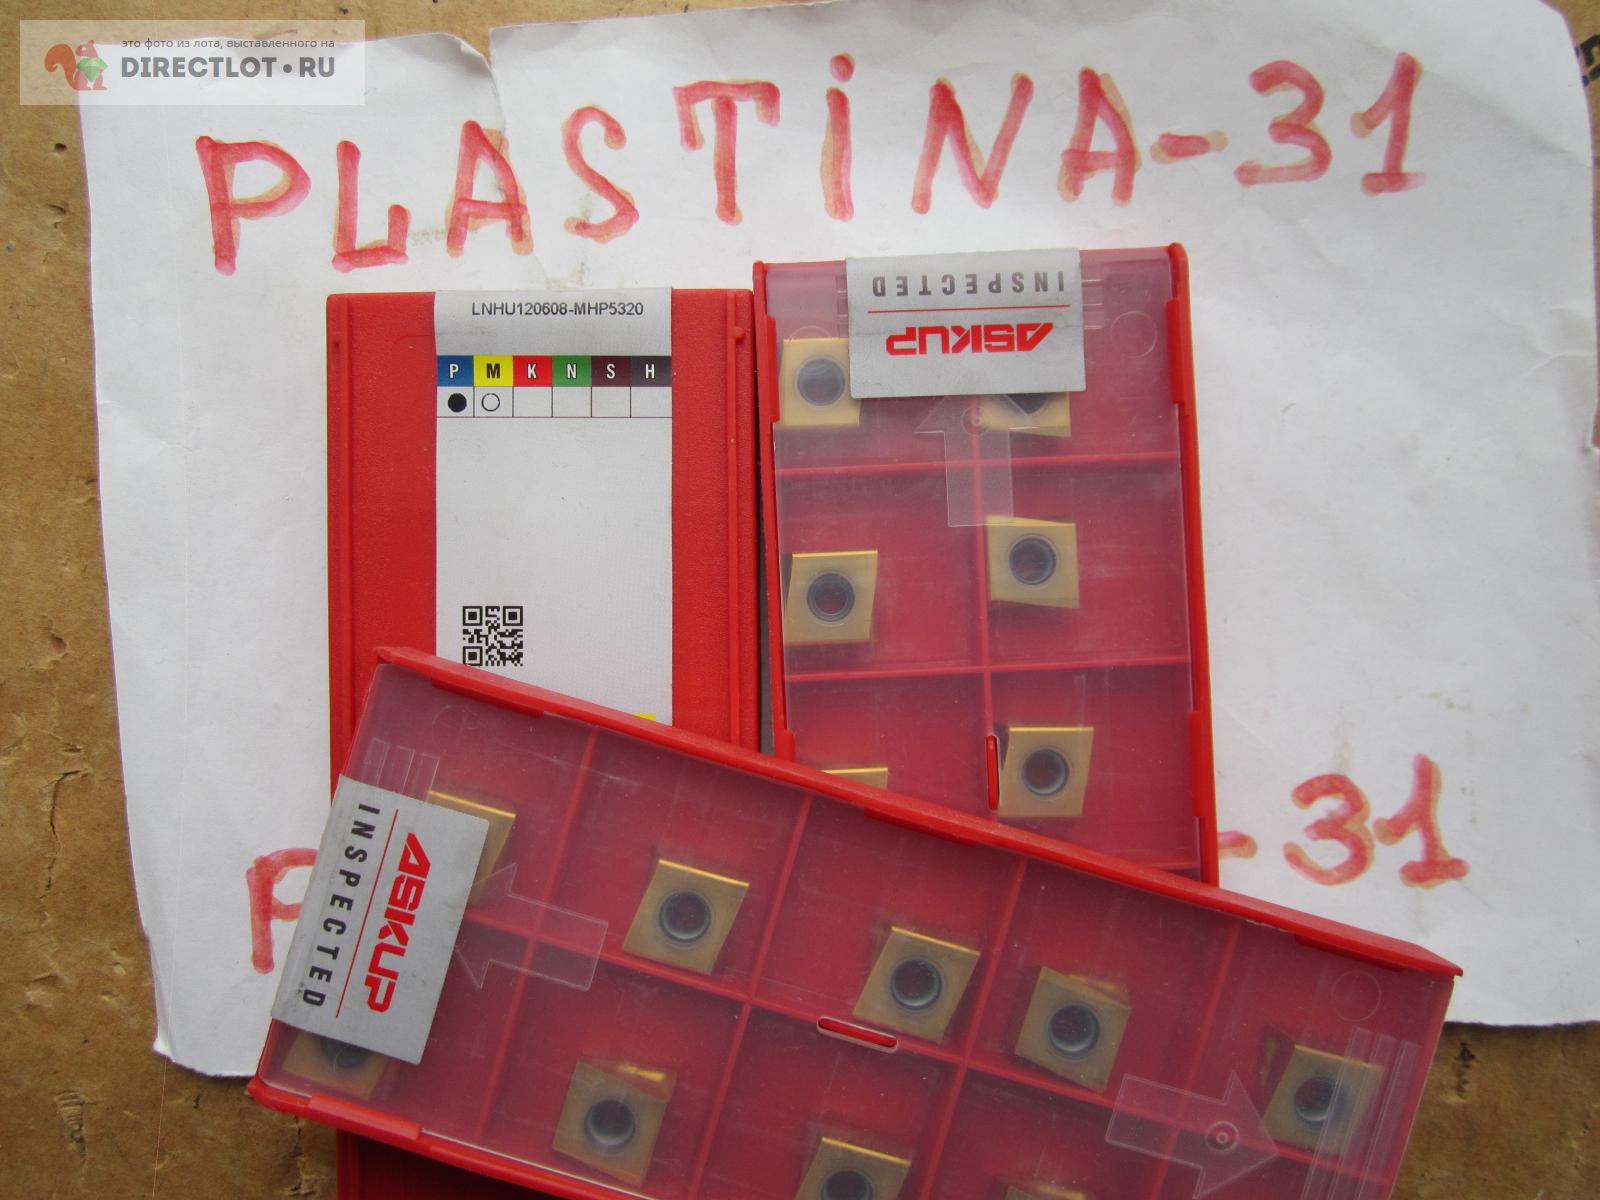 это фото из лота, выставленного на
DIRECTLOT•RU
PLASTINA-31
LNHU120608-MHP5320
P M K N S H
INSPECTED
ASKUP
-31
ASKUP
INSPECTED